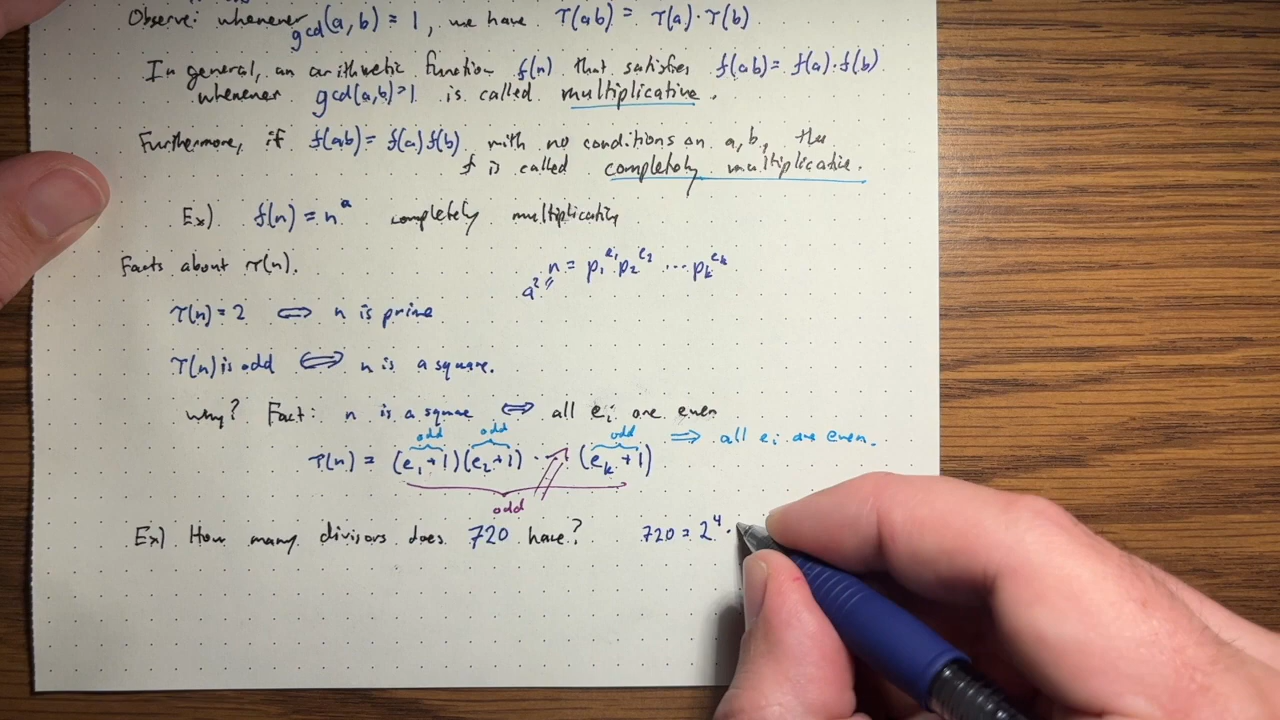 Observe: whenever gcd(a, b) = 1, we have τ(ab) = τ(a)·τ(b)
In general, an arithmetic function f(n) that satisfies f(ab) = f(a)·f(b)
whenever gcd(a,b)=1 is called multiplicative.
Furthermore, if f(ab) = f(a)f(b) with no conditions on a, b, then
f is called completely multiplicative.
Ex) f(n) = n^a completely multiplicative
Facts about τ(n).
n = p₁^e₁ p₂^e₂ ... pₖ^eₖ
a² =
τ(n) = 2 ⇔ n is prime
τ(n) is odd ⇔ n is a square.
why? Fact: n is a square ⇔ all eᵢ are even
odd odd odd ⇒ all eᵢ are even.
τ(n) = (e₁+1)(e₂+1) ... (eₖ+1)
odd
Ex) How many divisors does 720 have? 720 = 2⁴ ·